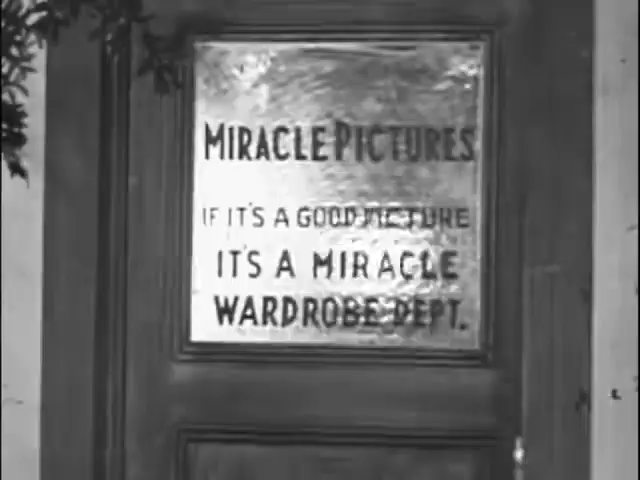 MIRACLE PICTURES
IF IT'S A GOOD PICTURE
IT'S A MIRACLE
WARDROBE DEPT.